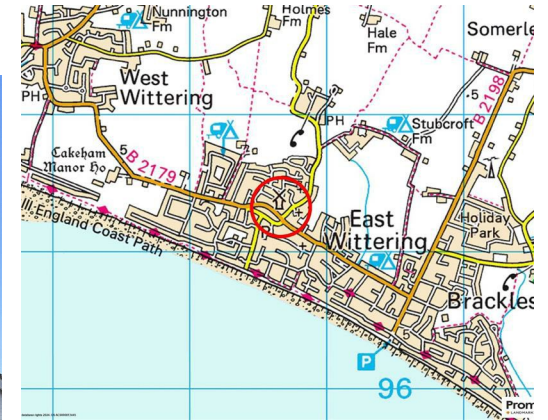 Nunnington
Fm
Holmes
Fm
Hale
Fm
Somerle
West
Wittering
PH
PH
5
Stubcroft
Fm
B 2198
Cakeham
Manor Ho
5
B 2179
East
Wittering
Holiday
Park
England Coast Path
Brackles
P
96
Prom